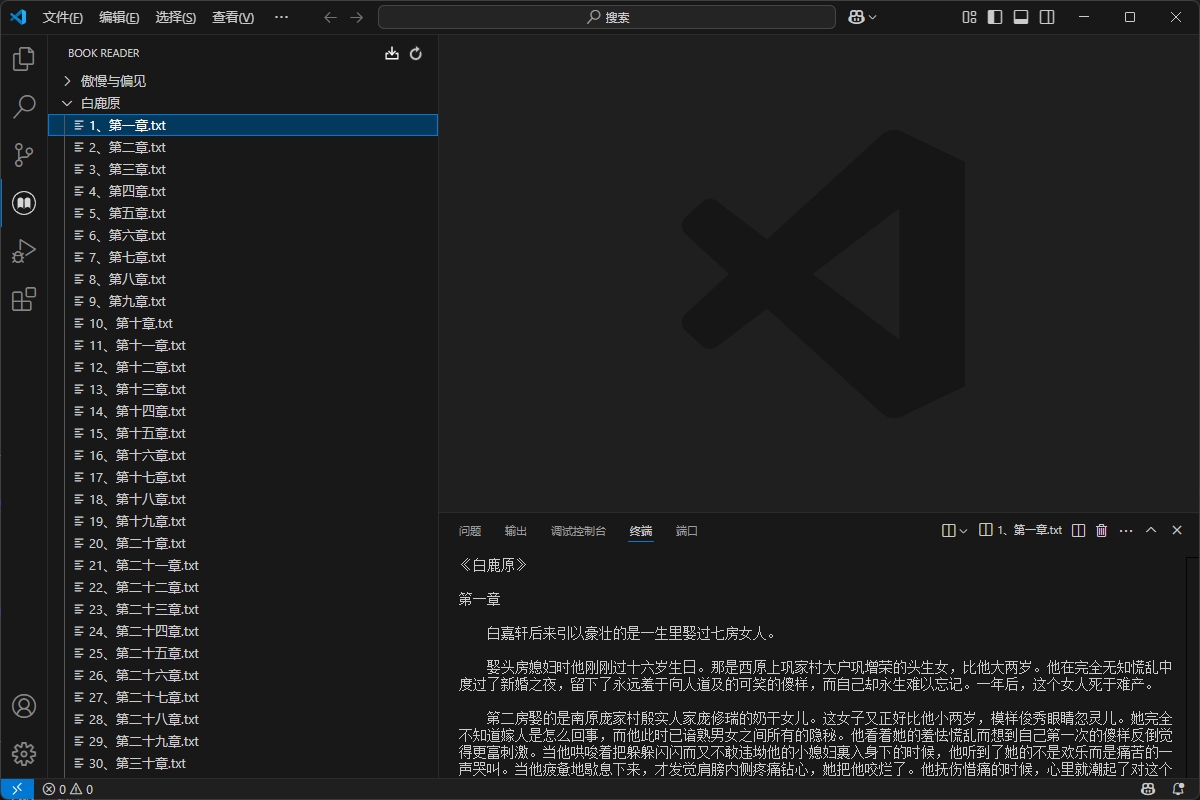 文件(F) 编辑(E) 选择(S) 查看(V) ··· 搜索
BOOK READER
傲慢与偏见
白鹿原
1、第一章.txt
2、第二章.txt
3、第三章.txt
4、第四章.txt
5、第五章.txt
6、第六章.txt
7、第七章.txt
8、第八章.txt
9、第九章.txt
10、第十章.txt
11、第十一章.txt
12、第十二章.txt
13、第十三章.txt
14、第十四章.txt
15、第十五章.txt
16、第十六章.txt
17、第十七章.txt
18、第十八章.txt
19、第十九章.txt
20、第二十章.txt
21、第二十一章.txt
22、第二十二章.txt
23、第二十三章.txt
24、第二十四章.txt
25、第二十五章.txt
26、第二十六章.txt
27、第二十七章.txt
28、第二十八章.txt
29、第二十九章.txt
30、第三十章.txt
问题 输出 调试控制台 终端 端口 1、第一章.txt
《白鹿原》
第一章
白嘉轩后来引以豪壮的是一生里娶过七房女人。
娶头房媳妇时他刚刚过十六岁生日。那是西原上巩家村大户巩增荣的头生女，比他大两岁。他在完全无知慌乱中
度过了新婚之夜，留下了永远羞于向人道及的可笑的傻样，而自己却永生难以忘记。一年后，这个女人死于难产。
第二房娶的是南原庞家村殷实人家庞修瑞的奶干女儿。这女子又正好比他小两岁，模样俊秀眼睛忽灵儿。她完全
不知道嫁人是怎么回事，而他此时已谙熟男女之间所有的隐秘。他看着她的羞怯慌乱而想到自己第一次的傻样反倒觉
得更富刺激。当他哄唆着把躲躲闪闪而又不敢违坳他的小媳妇裹入身下的时候，他听到了她的不是欢乐而是痛苦的一
声哭叫。当他疲惫地歇息下来，才发觉肩膀内侧疼痛钻心，她把他咬烂了。他抚伤惜痛的时候，心里就潮起了对这个
0 0